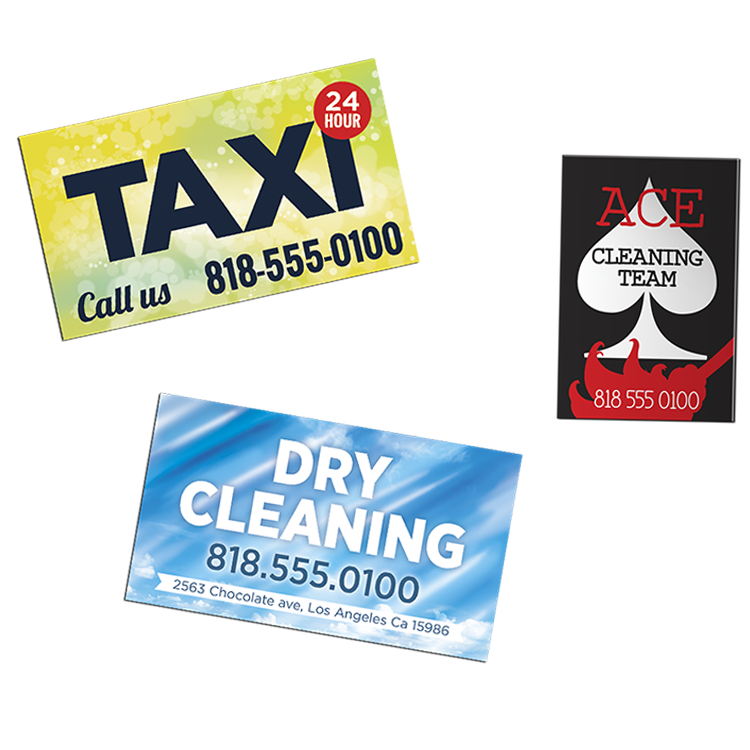 24
HOUR
TAXI
Call us 818-555-0100
ACE
CLEANING
TEAM
818 555 0100
DRY
CLEANING
818.555.0100
2563 Chocolate ave, Los Angeles Ca 15986